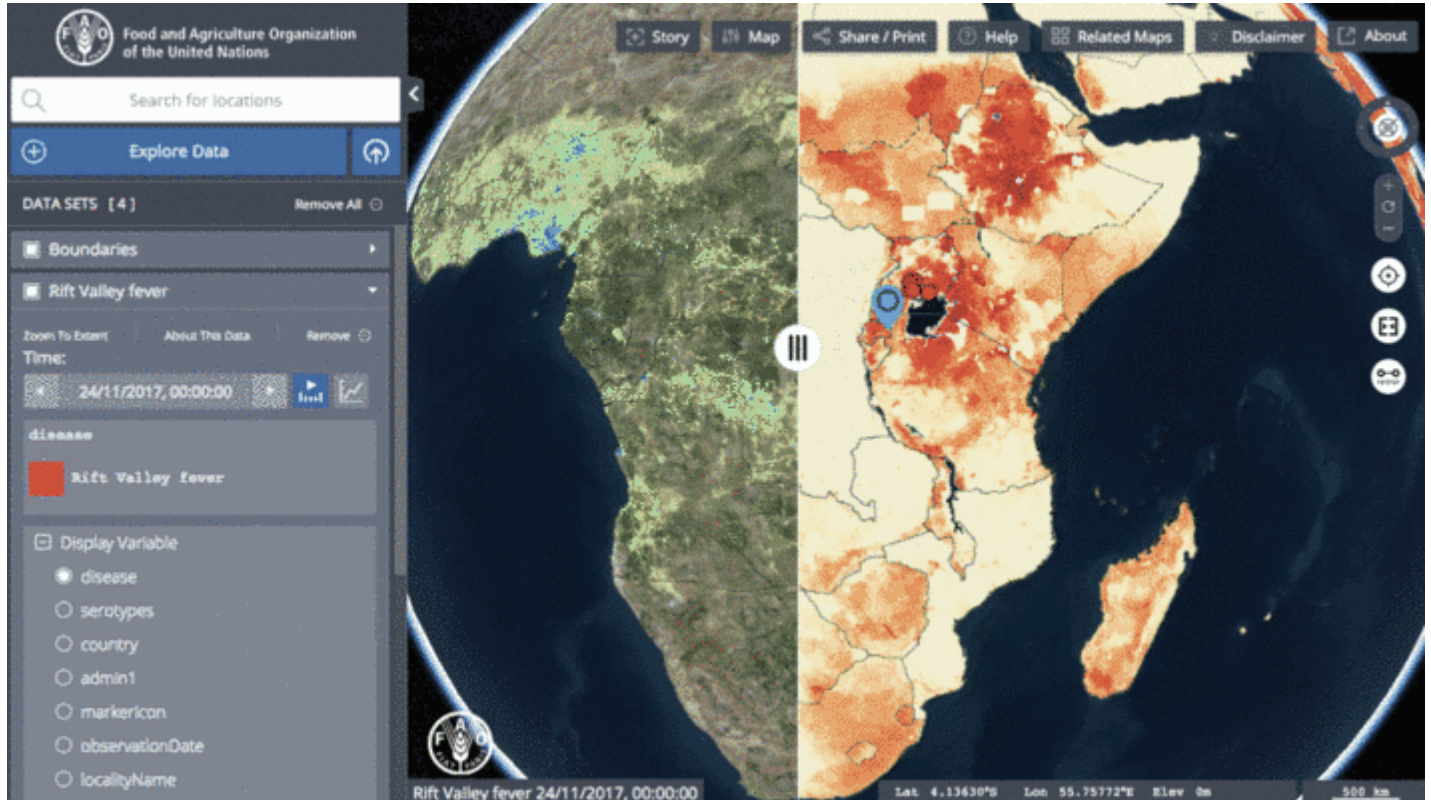 Food and Agriculture Organization
of the United Nations
Search for locations
Explore Data
DATA SETS [ 4 ]
Remove All
Boundaries
Rift Valley fever
Zoom To Extent
About This Data
Remove
Time:
24/11/2017, 00:00:00
disease
Rift Valley fever
Display Variable
disease
serotypes
country
admin1
markerIcon
observationDate
localityName
Story
Map
Share / Print
Help
Related Maps
Disclaimer
About
F A O
FIAT PANIS
Rift Valley fever 24/11/2017, 00:00:00
Lat 4.13630°S Lon 55.75772°E Elev 0m
500 km